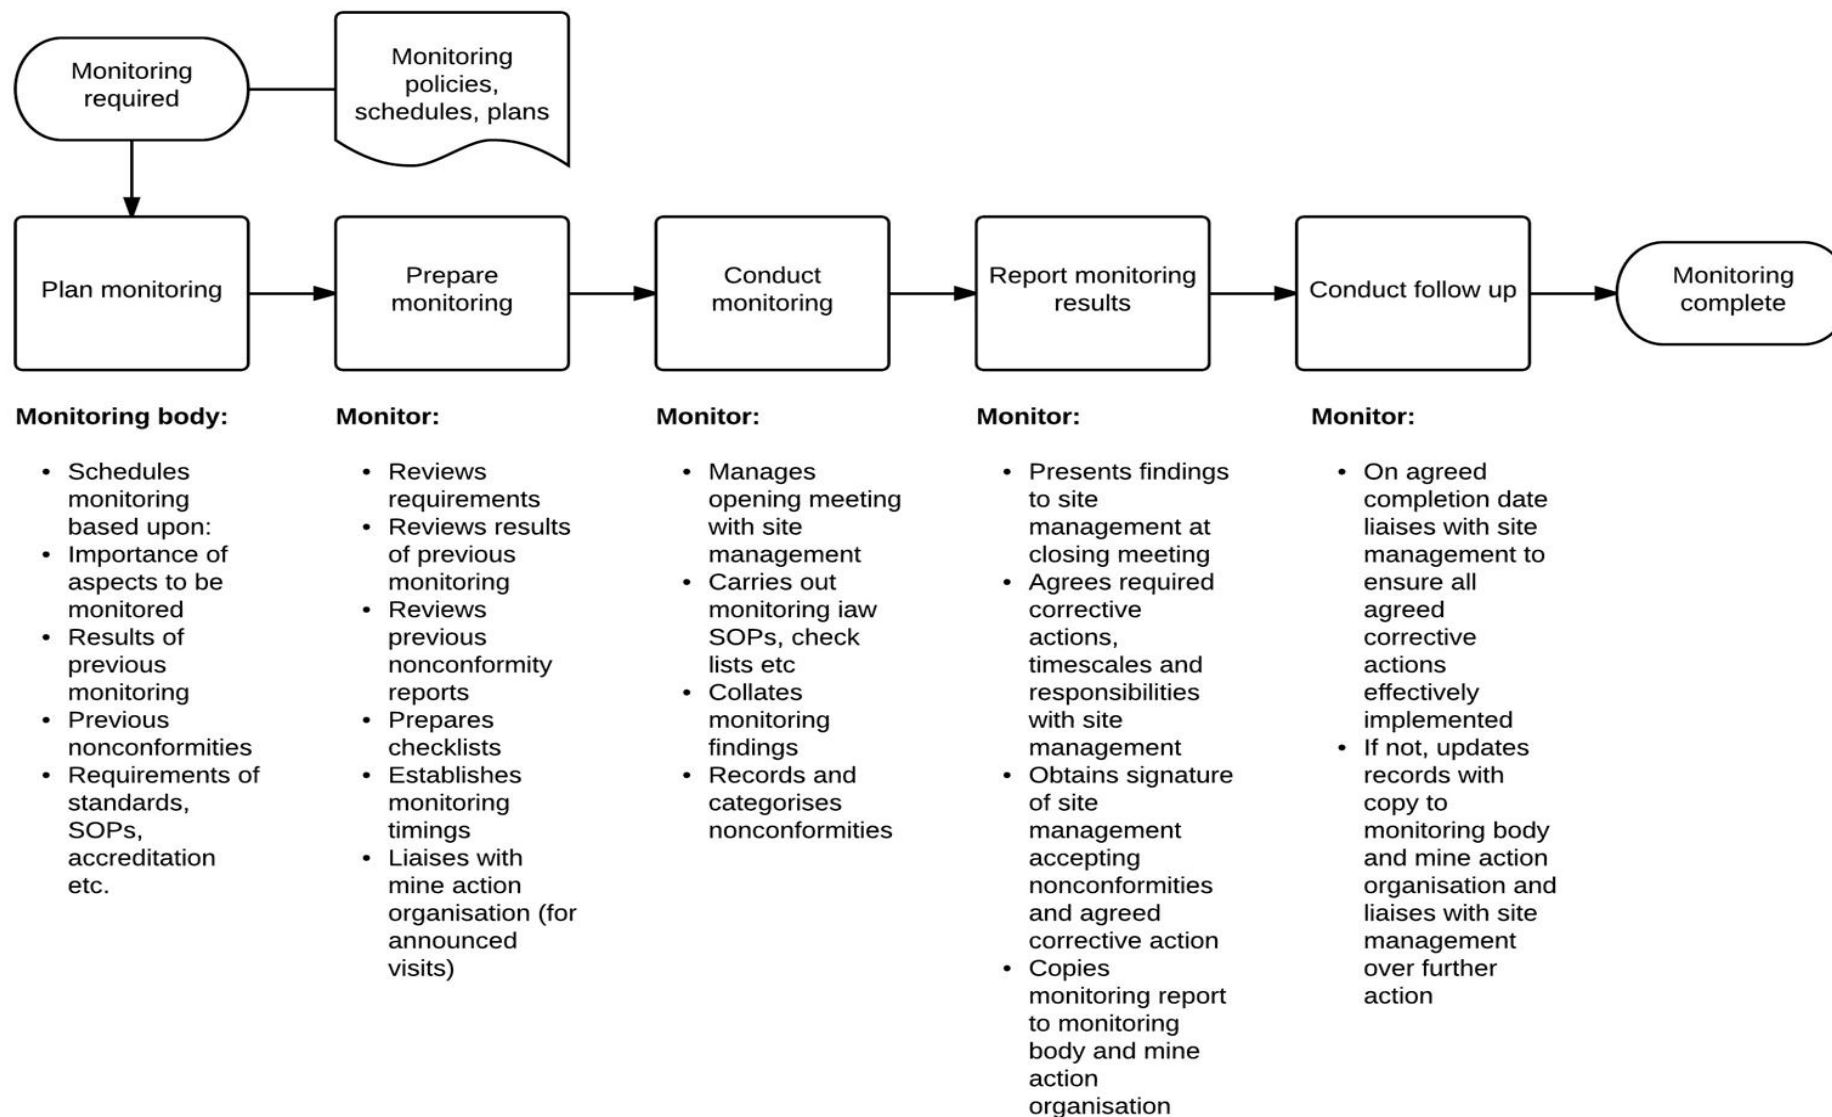 Monitoring
required
Monitoring
policies,
schedules, plans
Plan monitoring
Prepare
monitoring
Conduct
monitoring
Report monitoring
results
Conduct follow up
Monitoring
complete
Monitoring body:
• Schedules
monitoring
based upon:
• Importance of
aspects to be
monitored
• Results of
previous
monitoring
• Previous
nonconformities
• Requirements of
standards,
SOPs,
accreditation
etc.
Monitor:
• Reviews
requirements
• Reviews results
of previous
monitoring
• Reviews
previous
nonconformity
reports
• Prepares
checklists
• Establishes
monitoring
timings
• Liaises with
mine action
organisation (for
announced
visits)
Monitor:
• Manages
opening meeting
with site
management
• Carries out
monitoring iaw
SOPs, check
lists etc
• Collates
monitoring
findings
• Records and
categorises
nonconformities
Monitor:
• Presents findings
to site
management at
closing meeting
• Agrees required
corrective
actions,
timescales and
responsibilities
with site
management
• Obtains signature
of site
management
accepting
nonconformities
and agreed
corrective action
• Copies
monitoring report
to monitoring
body and mine
action
organisation
Monitor:
• On agreed
completion date
liaises with site
management to
ensure all
agreed
corrective
actions
effectively
implemented
• If not, updates
records with
copy to
monitoring body
and mine action
organisation and
liaises with site
management
over further
action